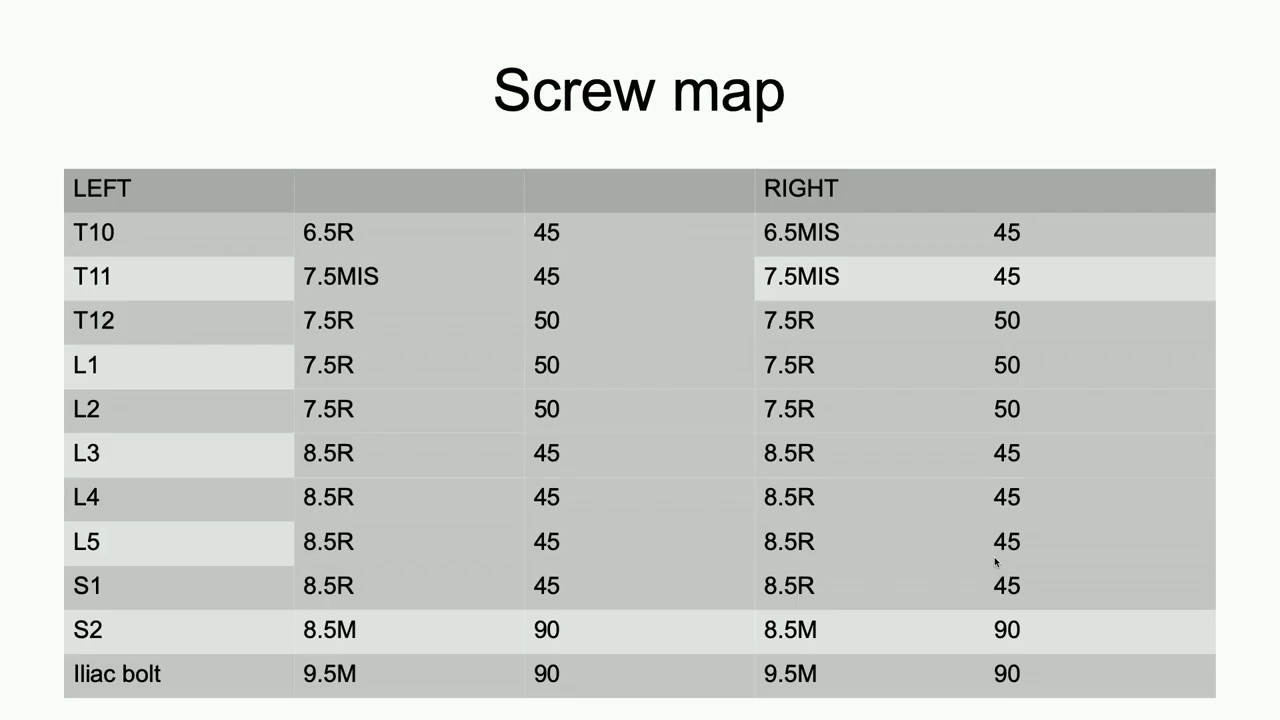 Screw map
LEFT RIGHT
T10 6.5R 45 6.5MIS 45
T11 7.5MIS 45 7.5MIS 45
T12 7.5R 50 7.5R 50
L1 7.5R 50 7.5R 50
L2 7.5R 50 7.5R 50
L3 8.5R 45 8.5R 45
L4 8.5R 45 8.5R 45
L5 8.5R 45 8.5R 45
S1 8.5R 45 8.5R 45
S2 8.5M 90 8.5M 90
Iliac bolt 9.5M 90 9.5M 90